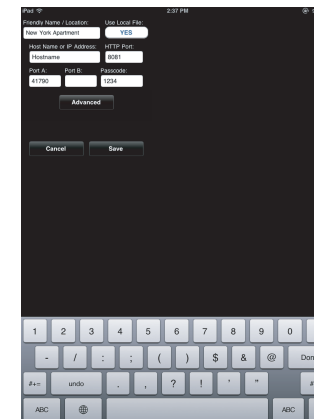 iPad 2:37 PM
Friendly Name / Location: Use Local File:
New York Apartment YES
Host Name or IP Address: HTTP Port:
Hostname 8081
Port A: Port B: Passcode:
41790 1234
Advanced
Cancel Save
1 2 3 4 5 6 7 8 9 0
- / : ; ( ) $ & @ Don
#+= undo . , ? ! ' " #
ABC ABC